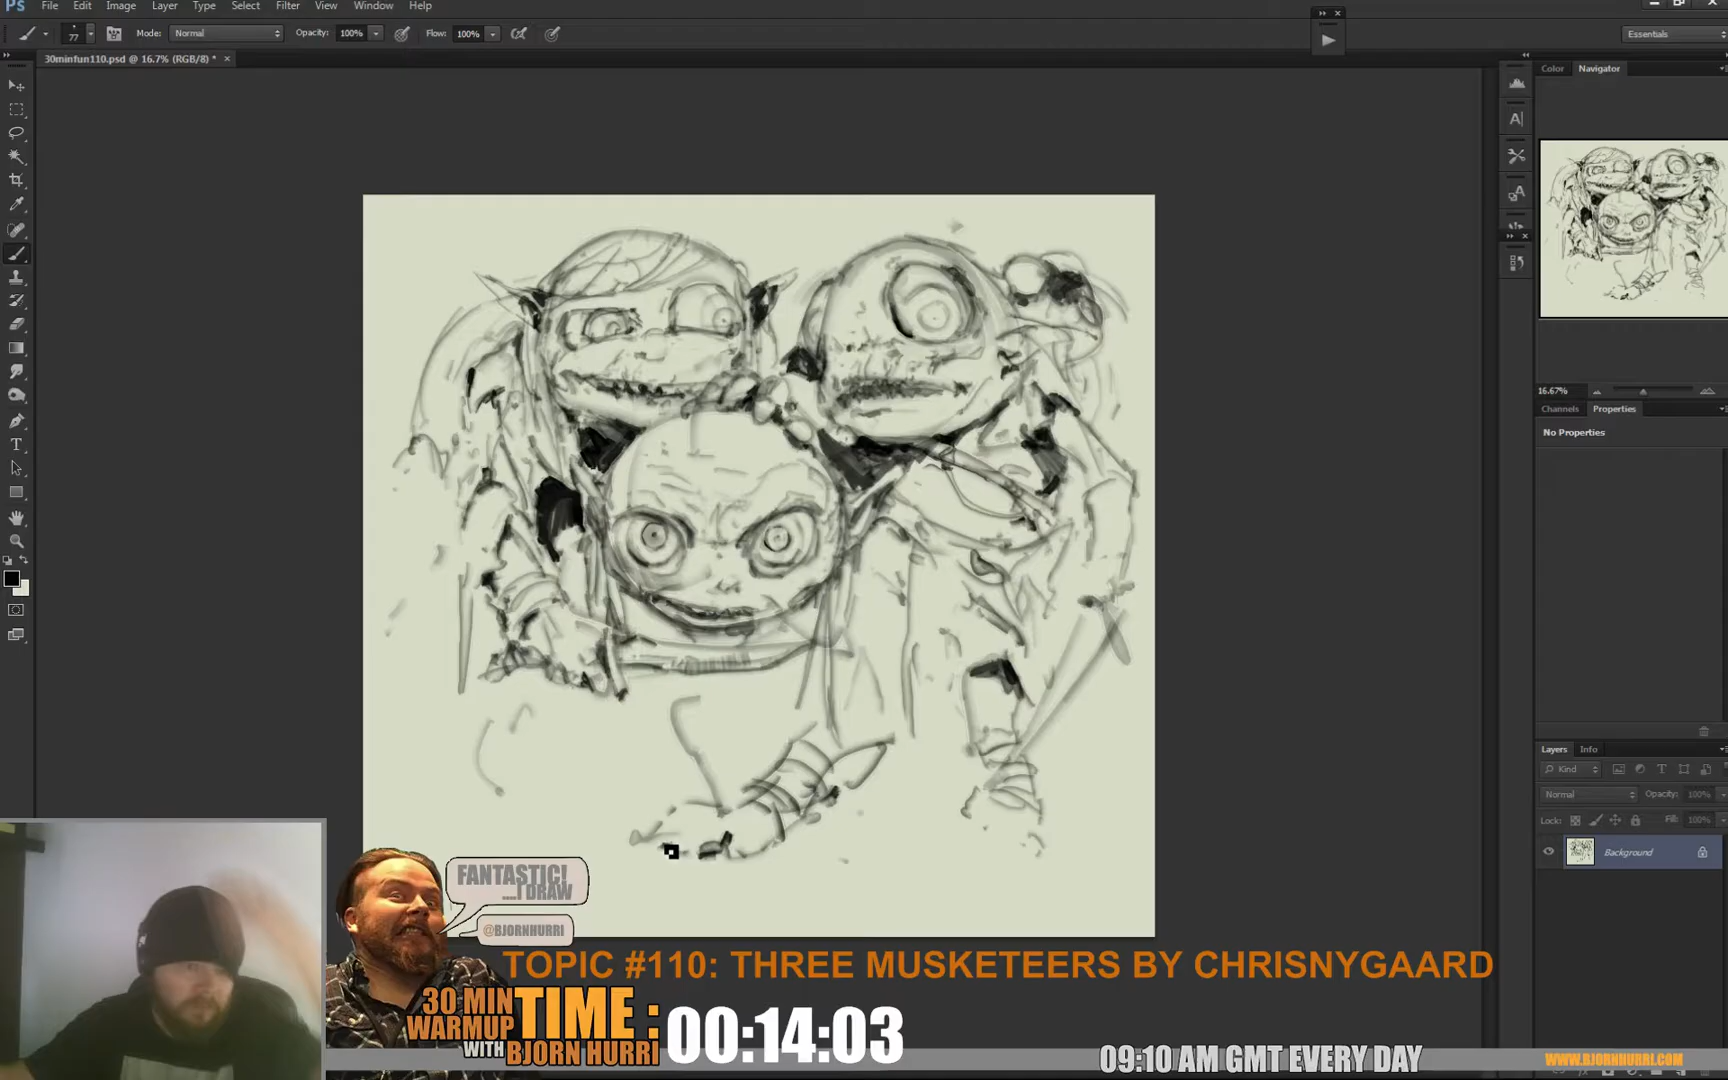 Ps File Edit Image Layer Type Select Filter View Window Help
77 Mode: Normal Opacity: 100% Flow: 100% Essentials
30minfun110.psd @ 16.7% (RGB/8) * ×
Color Navigator
16.67%
Channels Properties
No Properties
Layers Info
Kind
Normal Opacity: 100%
Lock: Fill: 100%
Background
FANTASTIC!
....I DRAW
@BJORNHURRI
TOPIC #110: THREE MUSKETEERS BY CHRISNYGAARD
30 MIN
WARMUP
WITH BJORN HURRI
TIME : 00:14:03
09:10 AM GMT EVERY DAY
WWW.BJORNHURRI.COM